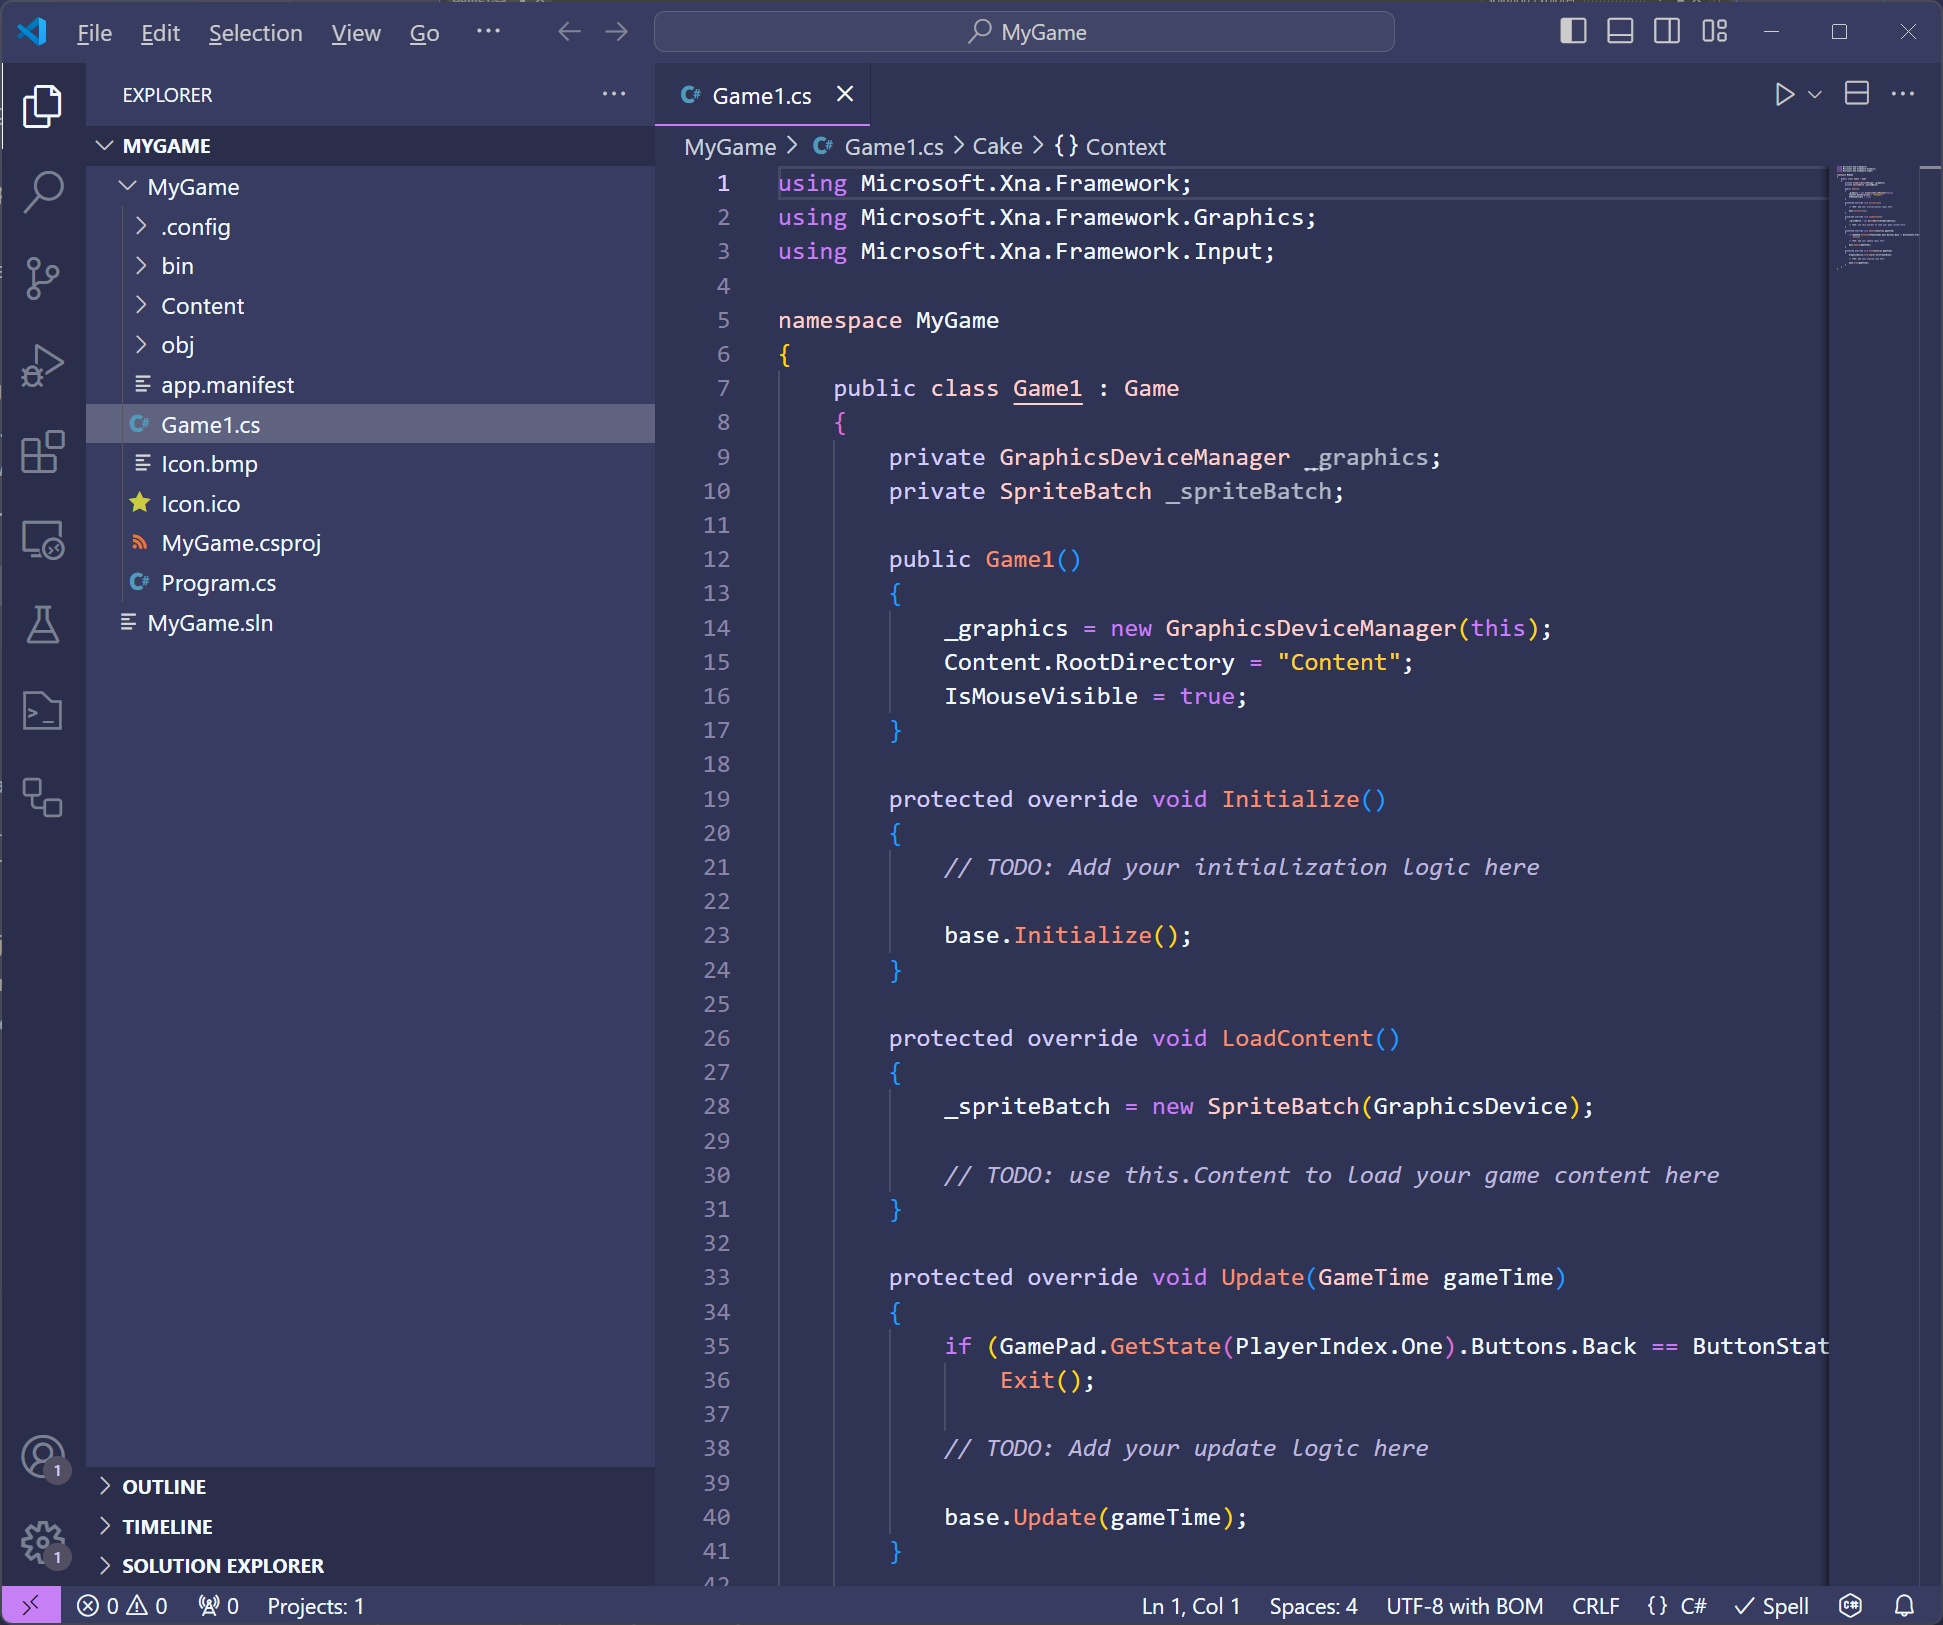 File Edit Selection View Go ···
MyGame
EXPLORER ···
MYGAME
MyGame
.config
bin
Content
obj
app.manifest
C# Game1.cs
Icon.bmp
Icon.ico
MyGame.csproj
C# Program.cs
MyGame.sln
OUTLINE
TIMELINE
SOLUTION EXPLORER
1
1
C# Game1.cs
MyGame > C# Game1.cs > Cake > {} Context
1 using Microsoft.Xna.Framework;
2 using Microsoft.Xna.Framework.Graphics;
3 using Microsoft.Xna.Framework.Input;
4
5 namespace MyGame
6 {
7 public class Game1 : Game
8 {
9 private GraphicsDeviceManager _graphics;
10 private SpriteBatch _spriteBatch;
11
12 public Game1()
13 {
14 _graphics = new GraphicsDeviceManager(this);
15 Content.RootDirectory = "Content";
16 IsMouseVisible = true;
17 }
18
19 protected override void Initialize()
20 {
21 // TODO: Add your initialization logic here
22
23 base.Initialize();
24 }
25
26 protected override void LoadContent()
27 {
28 _spriteBatch = new SpriteBatch(GraphicsDevice);
29
30 // TODO: use this.Content to load your game content here
31 }
32
33 protected override void Update(GameTime gameTime)
34 {
35 if (GamePad.GetState(PlayerIndex.One).Buttons.Back == ButtonStat
36 Exit();
37
38 // TODO: Add your update logic here
39
40 base.Update(gameTime);
41 }
42
0 0 0 Projects: 1 Ln 1, Col 1 Spaces: 4 UTF-8 with BOM CRLF {} C# Spell